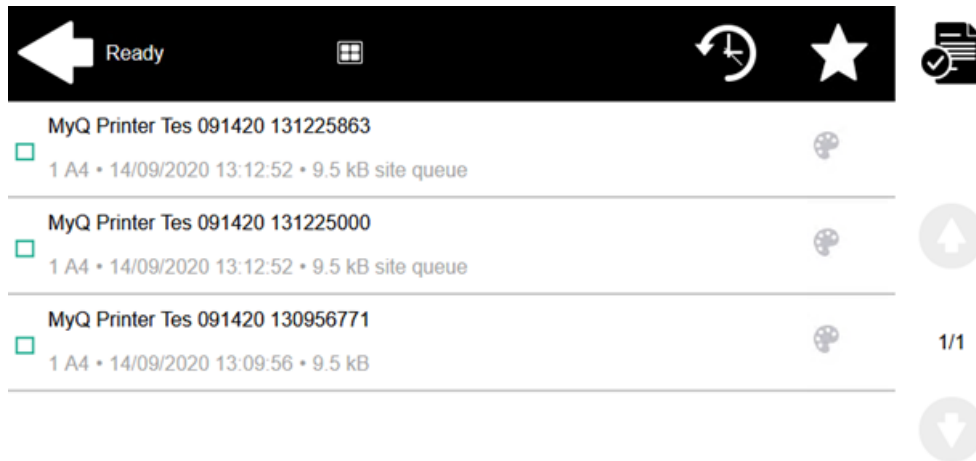 Ready
MyQ Printer Tes 091420 131225863
1 A4 • 14/09/2020 13:12:52 • 9.5 kB site queue
MyQ Printer Tes 091420 131225000
1 A4 • 14/09/2020 13:12:52 • 9.5 kB site queue
MyQ Printer Tes 091420 130956771
1 A4 • 14/09/2020 13:09:56 • 9.5 kB
1/1